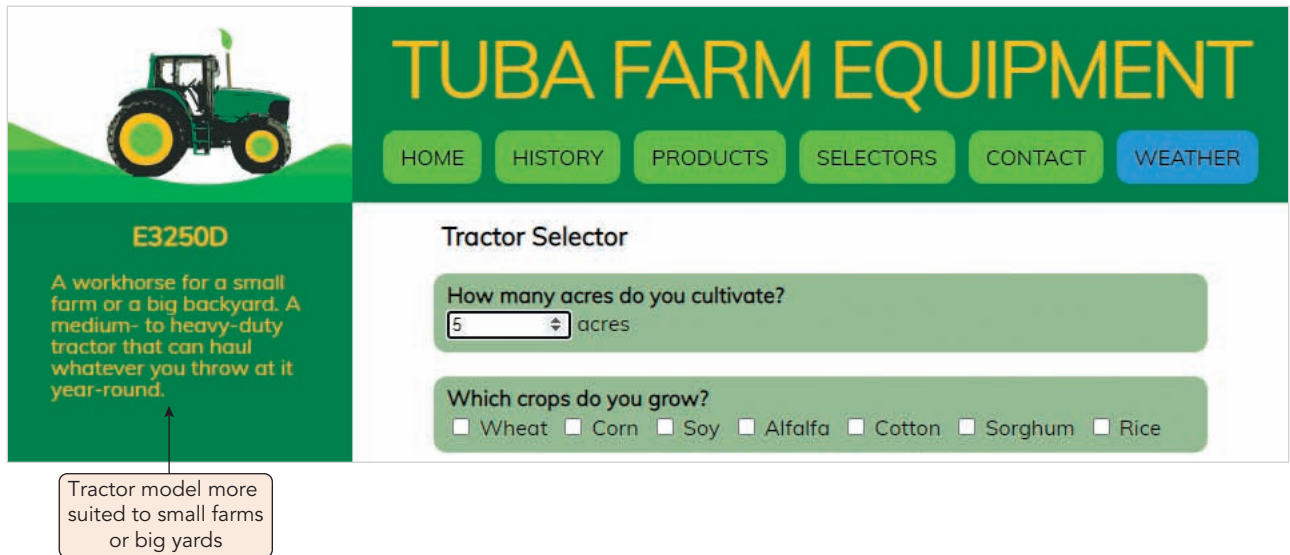 TUBA FARM EQUIPMENT
HOME HISTORY PRODUCTS SELECTORS CONTACT WEATHER
E3250D
A workhorse for a small
farm or a big backyard. A
medium- to heavy-duty
tractor that can haul
whatever you throw at it
year-round.
Tractor Selector
How many acres do you cultivate?
5 acres
Which crops do you grow?
Wheat Corn Soy Alfalfa Cotton Sorghum Rice
Tractor model more
suited to small farms
or big yards